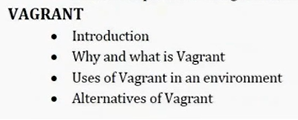 VAGRANT
• Introduction
• Why and what is Vagrant
• Uses of Vagrant in an environment
• Alternatives of Vagrant